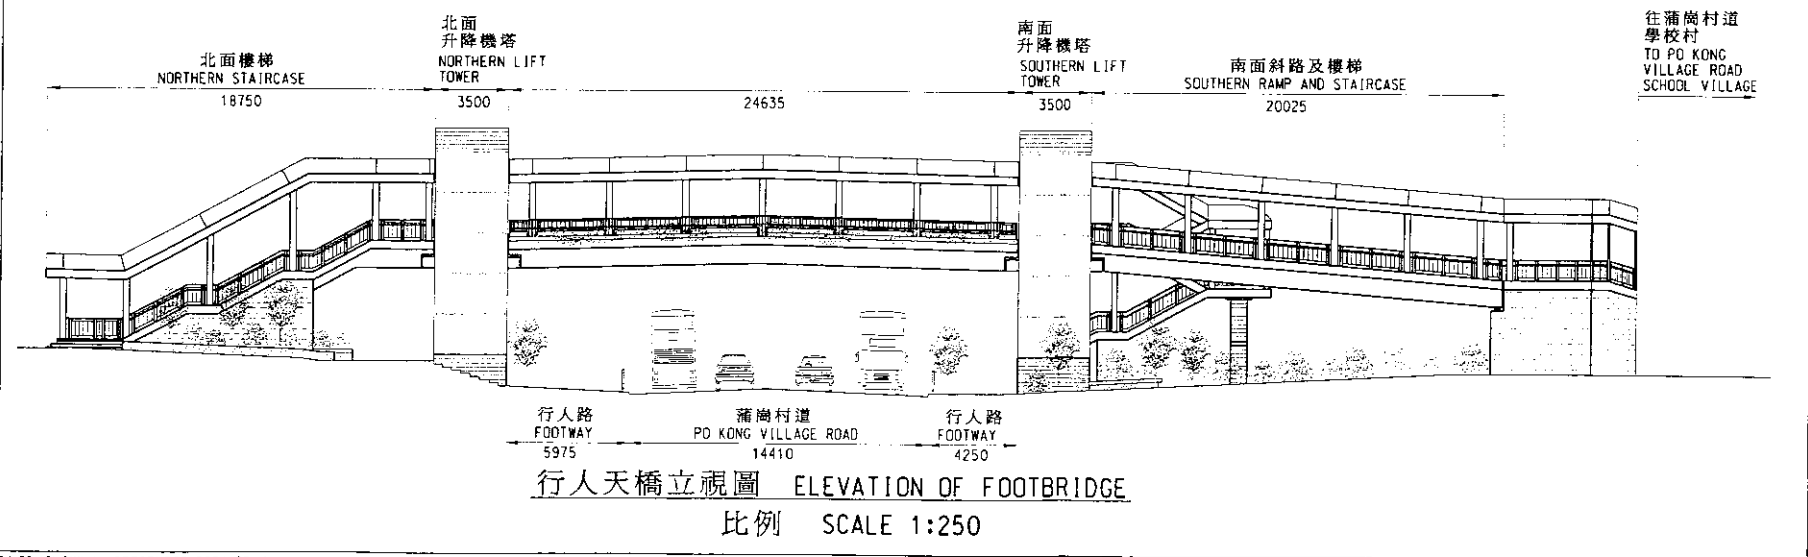 北面樓梯
NORTHERN STAIRCASE
18750
北面
升降機塔
NORTHERN LIFT
TOWER
3500
24635
南面
升降機塔
SOUTHERN LIFT
TOWER
3500
南面斜路及樓梯
SOUTHERN RAMP AND STAIRCASE
20025
往蒲崗村道
學校村
TO PO KONG
VILLAGE ROAD
SCHOOL VILLAGE
行人路
FOOTWAY
5975
蒲崗村道
PO KONG VILLAGE ROAD
14410
行人路
FOOTWAY
4250
行人天橋立視圖 ELEVATION OF FOOTBRIDGE
比例 SCALE 1:250